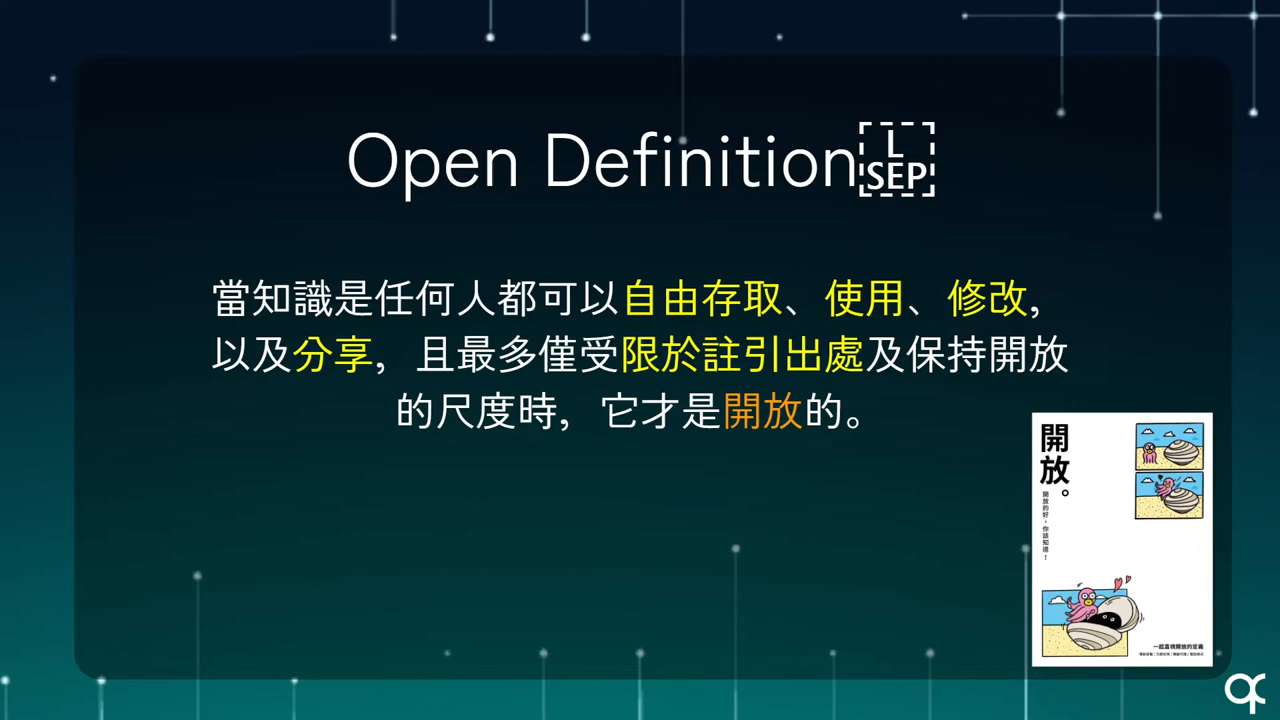 Open Definition
當知識是任何人都可以自由存取、使用、修改,
以及分享, 且最多僅受限於註引出處及保持開放
的尺度時, 它才是開放的。
開放。
開放的好,你該知道!
一起直視開放的定義